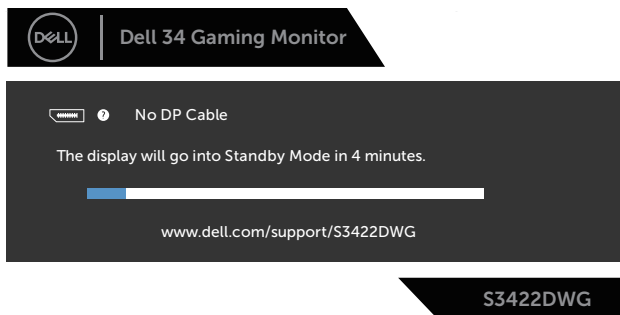 DELL
Dell 34 Gaming Monitor
? No DP Cable
The display will go into Standby Mode in 4 minutes.
www.dell.com/support/S3422DWG
S3422DWG